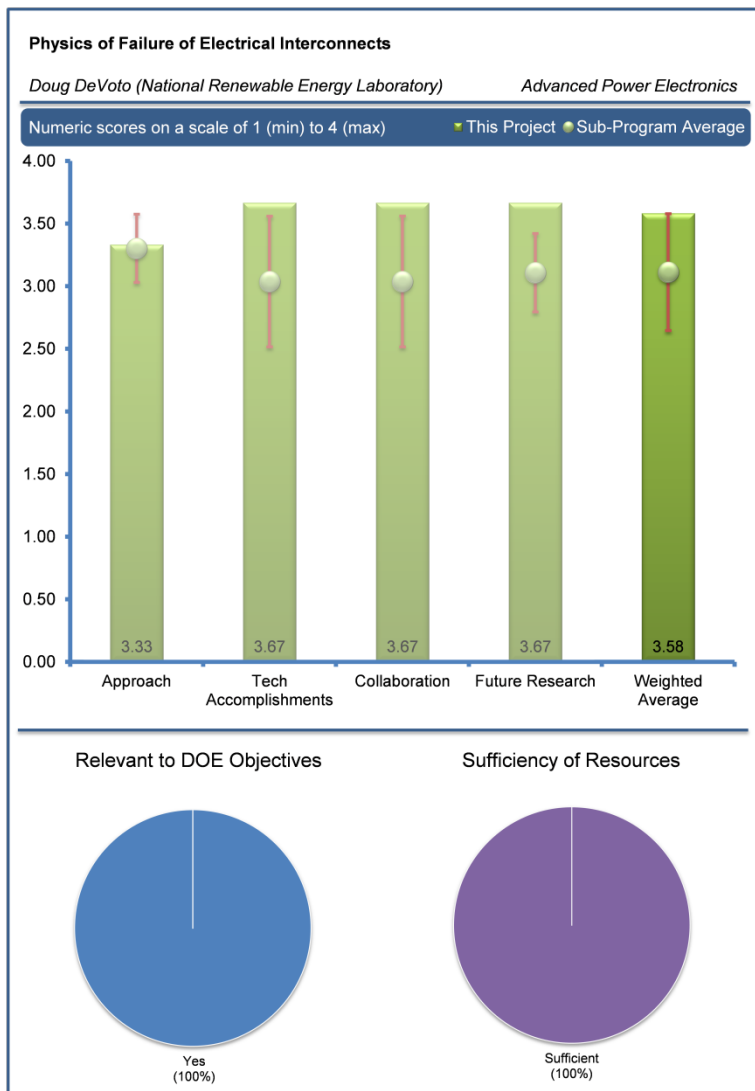 Physics of Failure of Electrical Interconnects
Doug DeVoto (National Renewable Energy Laboratory) Advanced Power Electronics
Numeric scores on a scale of 1 (min) to 4 (max) This Project Sub-Program Average
4.00
3.50
3.00
2.50
2.00
1.50
1.00
0.50
0.00
3.33 3.67 3.67 3.67 3.58
Approach Tech Accomplishments Collaboration Future Research Weighted Average
Relevant to DOE Objectives Sufficiency of Resources
Yes
(100%)
Sufficient
(100%)